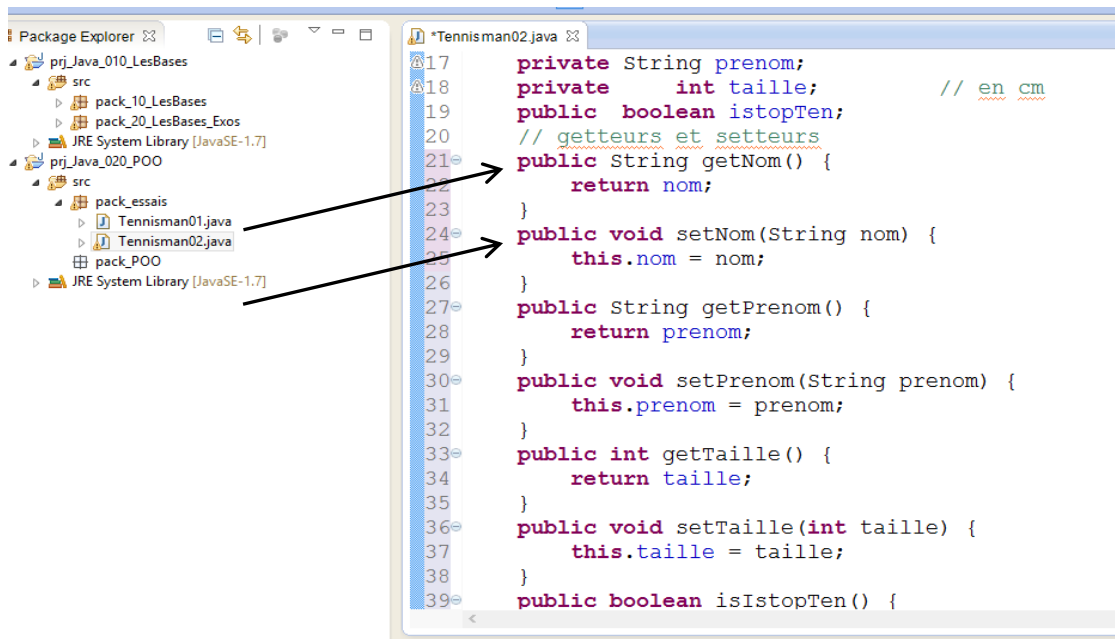 Package Explorer
prj_Java_010_LesBases
src
pack_10_LesBases
pack_20_LesBases_Exos
JRE System Library [JavaSE-1.7]
prj_Java_020_POO
src
pack_essais
Tennisman01.java
Tennisman02.java
pack_POO
JRE System Library [JavaSE-1.7]
*Tennisman02.java
17 private String prenom;
18 private int taille; // en cm
19 public boolean istopTen;
20 // getteurs et setteurs
21 public String getNom() {
22 return nom;
23 }
24 public void setNom(String nom) {
25 this.nom = nom;
26 }
27 public String getPrenom() {
28 return prenom;
29 }
30 public void setPrenom(String prenom) {
31 this.prenom = prenom;
32 }
33 public int getTaille() {
34 return taille;
35 }
36 public void setTaille(int taille) {
37 this.taille = taille;
38 }
39 public boolean isIstopTen() {